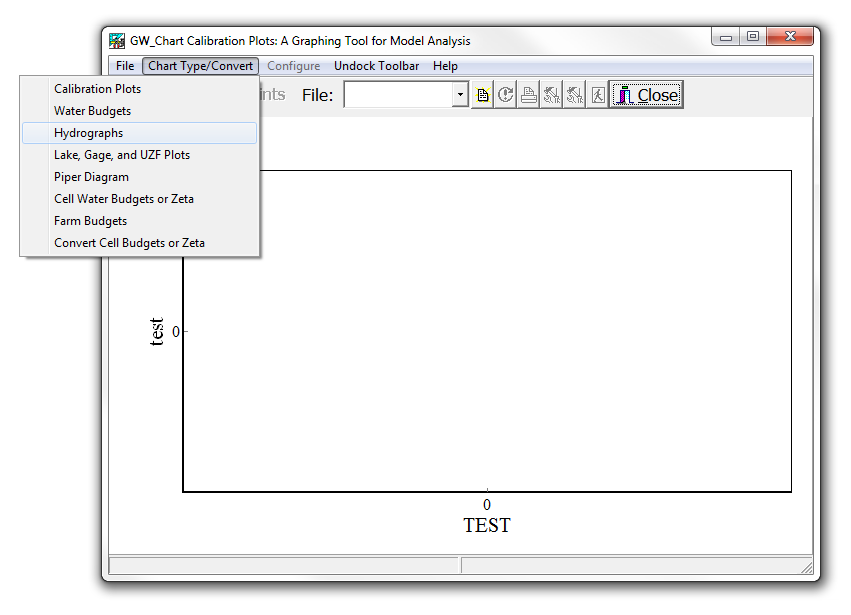 GW_Chart Calibration Plots: A Graphing Tool for Model Analysis
File Chart Type/Convert Configure Undock Toolbar Help
File: Close
Calibration Plots
Water Budgets
Hydrographs
Lake, Gage, and UZF Plots
Piper Diagram
Cell Water Budgets or Zeta
Farm Budgets
Convert Cell Budgets or Zeta
test
0
0
TEST